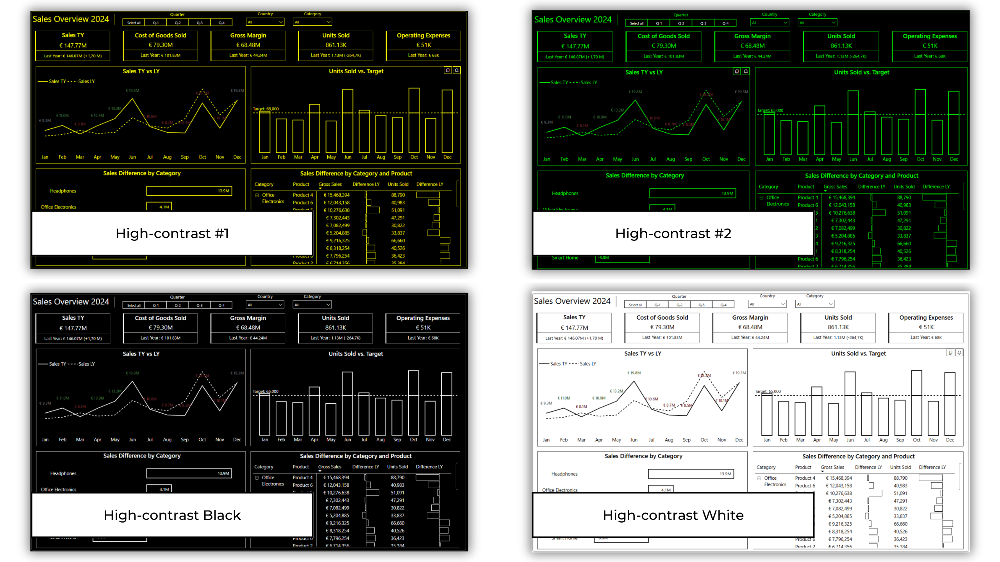 Sales Overview 2024
Quarter
Select all Q-1 Q-2 Q-3 Q-4
Country
All
Category
All
Sales TY
€ 147.77M
Last Year: € 146.07M (+1,70 M)
Cost of Goods Sold
€ 79.30M
Last Year: € 101.83M
Gross Margin
€ 68.48M
Last Year: € 44.24M
Units Sold
861.13K
Last Year: 1.13M (-264,7K)
Operating Expenses
€ 51K
Last Year: € 68K
Sales TY vs LY
Sales TY Sales LY
€ 9.3M € 11.0M € 8.1M € 10.9M € 13.2M € 19.8M € 10.6M € 8.7M € 8.5M € 10.1M € 19.3M
Jan Feb Mar Apr May Jun Jul Aug Sep Oct Nov Dec
Units Sold vs. Target
Target: 65,000
Jan Feb Mar Apr May Jun Jul Aug Sep Oct Nov Dec
Sales Difference by Category
Headphones 13.9M
Office Electronics 4.1M
Sales Difference by Category and Product
Category Product Gross Sales Difference LY Units Sold Difference LY
Office Electronics Product 4 € 15,468,394 88,790
Product 6 € 12,043,158 40,983
Product 5 € 10,276,638 51,091
€ 7,302,443 47,291
€ 7,082,499 30,822
€ 5,204,885 33,837
€ 9,216,325 66,660
€ 8,318,254 40,526
€ 7,796,254 36,423
Product 2 € 6,714,356 35,384
High-contrast #1
Sales Overview 2024
Quarter
Select all Q-1 Q-2 Q-3 Q-4
Country
All
Category
All
Sales TY
€ 147.77M
Last Year: € 146.07M (+1,70 M)
Cost of Goods Sold
€ 79.30M
Last Year: € 101.83M
Gross Margin
€ 68.48M
Last Year: € 44.24M
Units Sold
861.13K
Last Year: 1.13M (-264,7K)
Operating Expenses
€ 51K
Last Year: € 68K
Sales TY vs LY
Sales TY Sales LY
€ 9.3M € 11.0M € 8.1M € 10.9M € 13.2M € 19.8M € 10.6M € 8.7M € 8.5M € 10.1M € 19.3M
Jan Feb Mar Apr May Jun Jul Aug Sep Oct Nov Dec
Units Sold vs. Target
Target: 65,000
Jan Feb Mar Apr May Jun Jul Aug Sep Oct Nov Dec
Sales Difference by Category
Headphones 13.9M
Office Electronics 4.1M
Smart Home -8.8M
Sales Difference by Category and Product
Category Product Gross Sales Difference LY Units Sold Difference LY
Office Electronics Product 4 € 15,468,394 88,790
Product 6 € 12,043,158 40,983
5 € 10,276,638 51,091
1 € 7,302,443 47,291
2 € 7,082,499 30,822
3 € 5,204,885 33,837
4 € 9,216,325 66,660
1 € 8,318,254 40,526
Product 6 € 7,796,254 36,423
Product 2 € 6,714,356 35,384
High-contrast #2
Sales Overview 2024
Quarter
Select all Q-1 Q-2 Q-3 Q-4
Country
All
Category
All
Sales TY
€ 147.77M
Last Year: € 146.07M (+1,70 M)
Cost of Goods Sold
€ 79.30M
Last Year: € 101.83M
Gross Margin
€ 68.48M
Last Year: € 44.24M
Units Sold
861.13K
Last Year: 1.13M (-264,7K)
Operating Expenses
€ 51K
Last Year: € 68K
Sales TY vs LY
Sales TY Sales LY
€ 9.3M € 11.0M € 8.1M € 10.9M € 13.2M € 19.8M € 10.6M € 8.7M € 8.5M € 10.1M € 19.3M
Jan Feb Mar Apr May Jun Jul Aug Sep Oct Nov Dec
Units Sold vs. Target
Target: 65,000
Jan Feb Mar Apr May Jun Jul Aug Sep Oct Nov Dec
Sales Difference by Category
Headphones 13.9M
Office Electronics 4.1M
Sales Difference by Category and Product
Category Product Gross Sales Difference LY Units Sold Difference LY
Office Electronics Product 4 € 15,468,394 88,790
Product 6 € 12,043,158 40,983
€ 10,276,638 51,091
€ 7,302,443 47,291
€ 7,082,499 30,822
€ 5,204,885 33,837
€ 9,216,325 66,660
€ 8,318,254 40,526
Product 6 € 7,796,254 36,423
Product 2 € 6,714,356 35,384
High-contrast Black
Sales Overview 2024
Quarter
Select all Q-1 Q-2 Q-3 Q-4
Country
All
Category
All
Sales TY
€ 147.77M
Last Year: € 146.07M (+1,70 M)
Cost of Goods Sold
€ 79.30M
Last Year: € 101.83M
Gross Margin
€ 68.48M
Last Year: € 44.24M
Units Sold
861.13K
Last Year: 1.13M (-264,7K)
Operating Expenses
€ 51K
Last Year: € 68K
Sales TY vs LY
Sales TY Sales LY
€ 9.3M € 11.0M € 8.1M € 10.9M € 13.2M € 19.8M € 10.6M € 8.7M € 8.5M € 18.3M € 10.1M € 19.3M
Jan Feb Mar Apr May Jun Jul Aug Sep Oct Nov Dec
Units Sold vs. Target
Target: 65,000
Jan Feb Mar Apr May Jun Jul Aug Sep Oct Nov Dec
Sales Difference by Category
Headphones 13.9M
Office Electronics 4.1M
Smart Home -8.8M
Sales Difference by Category and Product
Category Product Gross Sales Difference LY Units Sold Difference LY
Office Electronics Product 4 € 15,468,394 88,790
Product 6 € 12,043,158 40,983
€ 10,276,638 51,091
€ 7,302,443 47,291
€ 7,082,499 30,822
€ 5,204,885 33,837
€ 9,216,325 66,660
€ 8,318,254 40,526
Product 6 € 7,796,254 36,423
Product 2 € 6,714,356 35,384
High-contrast White